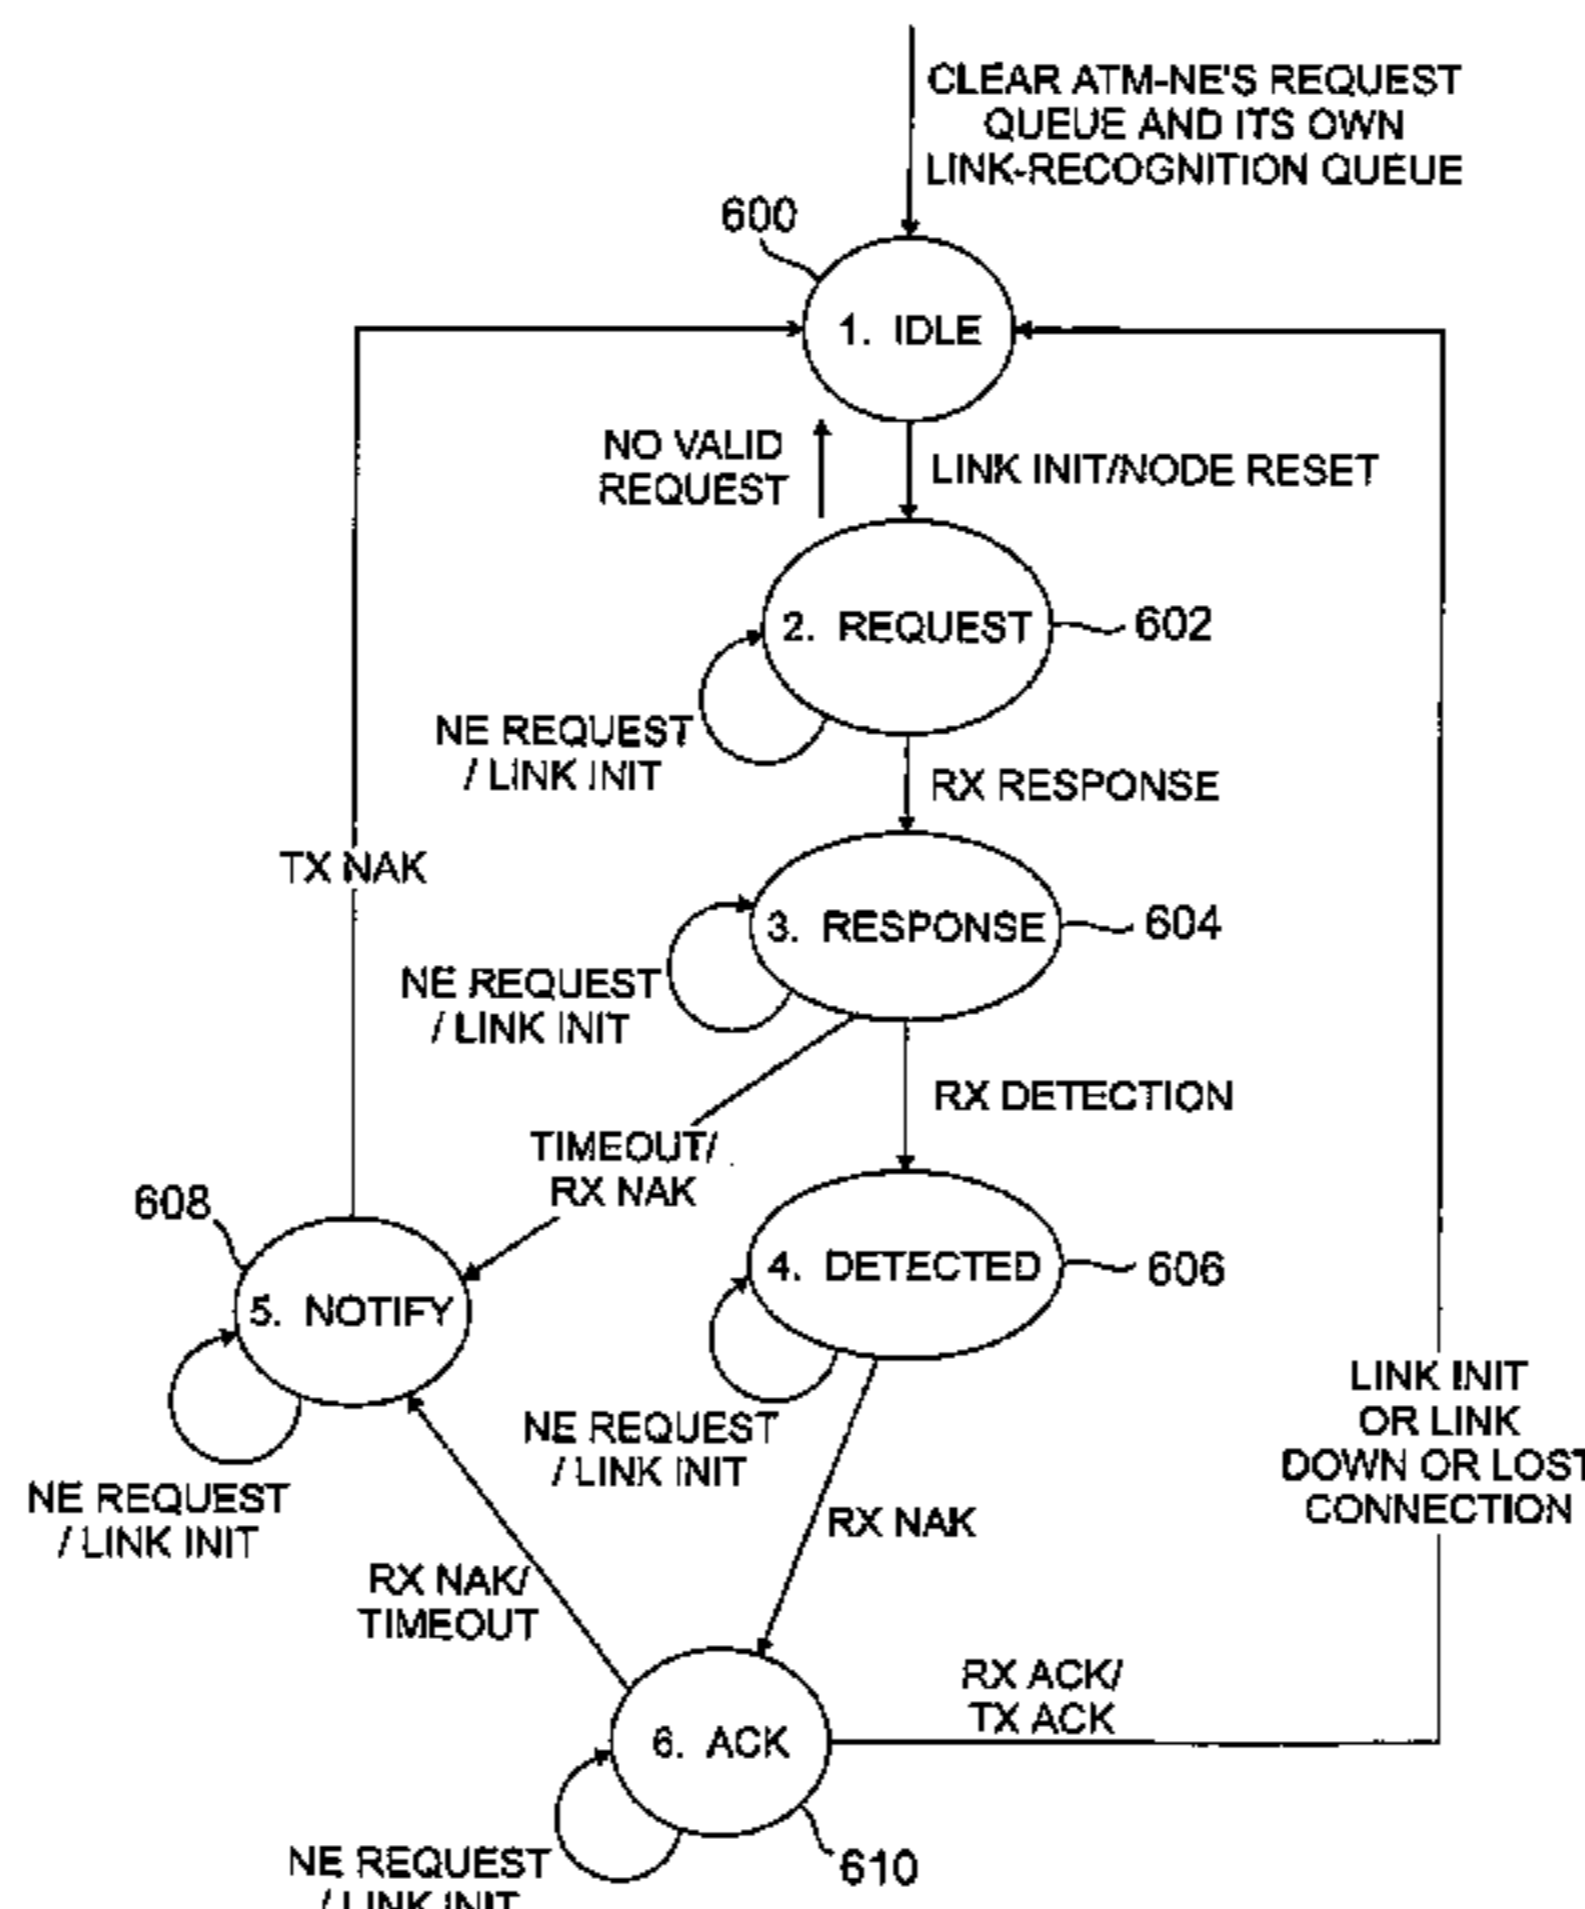 CLEAR ATM-NE'S REQUEST
QUEUE AND ITS OWN
LINK-RECOGNITION QUEUE
600
1. IDLE
NO VALID
REQUEST
LINK INIT/NODE RESET
2. REQUEST
602
NE REQUEST
/ LINK INIT
RX RESPONSE
TX NAK
3. RESPONSE
604
NE REQUEST
/ LINK INIT
RX DETECTION
TIMEOUT/
RX NAK
608
4. DETECTED
606
5. NOTIFY
NE REQUEST
/ LINK INIT
LINK INIT
OR LINK
DOWN OR LOST
CONNECTION
NE REQUEST
/ LINK INIT
RX NAK
RX NAK/
TIMEOUT
RX ACK/
TX ACK
6. ACK
610
NE REQUEST
/ LINK INIT